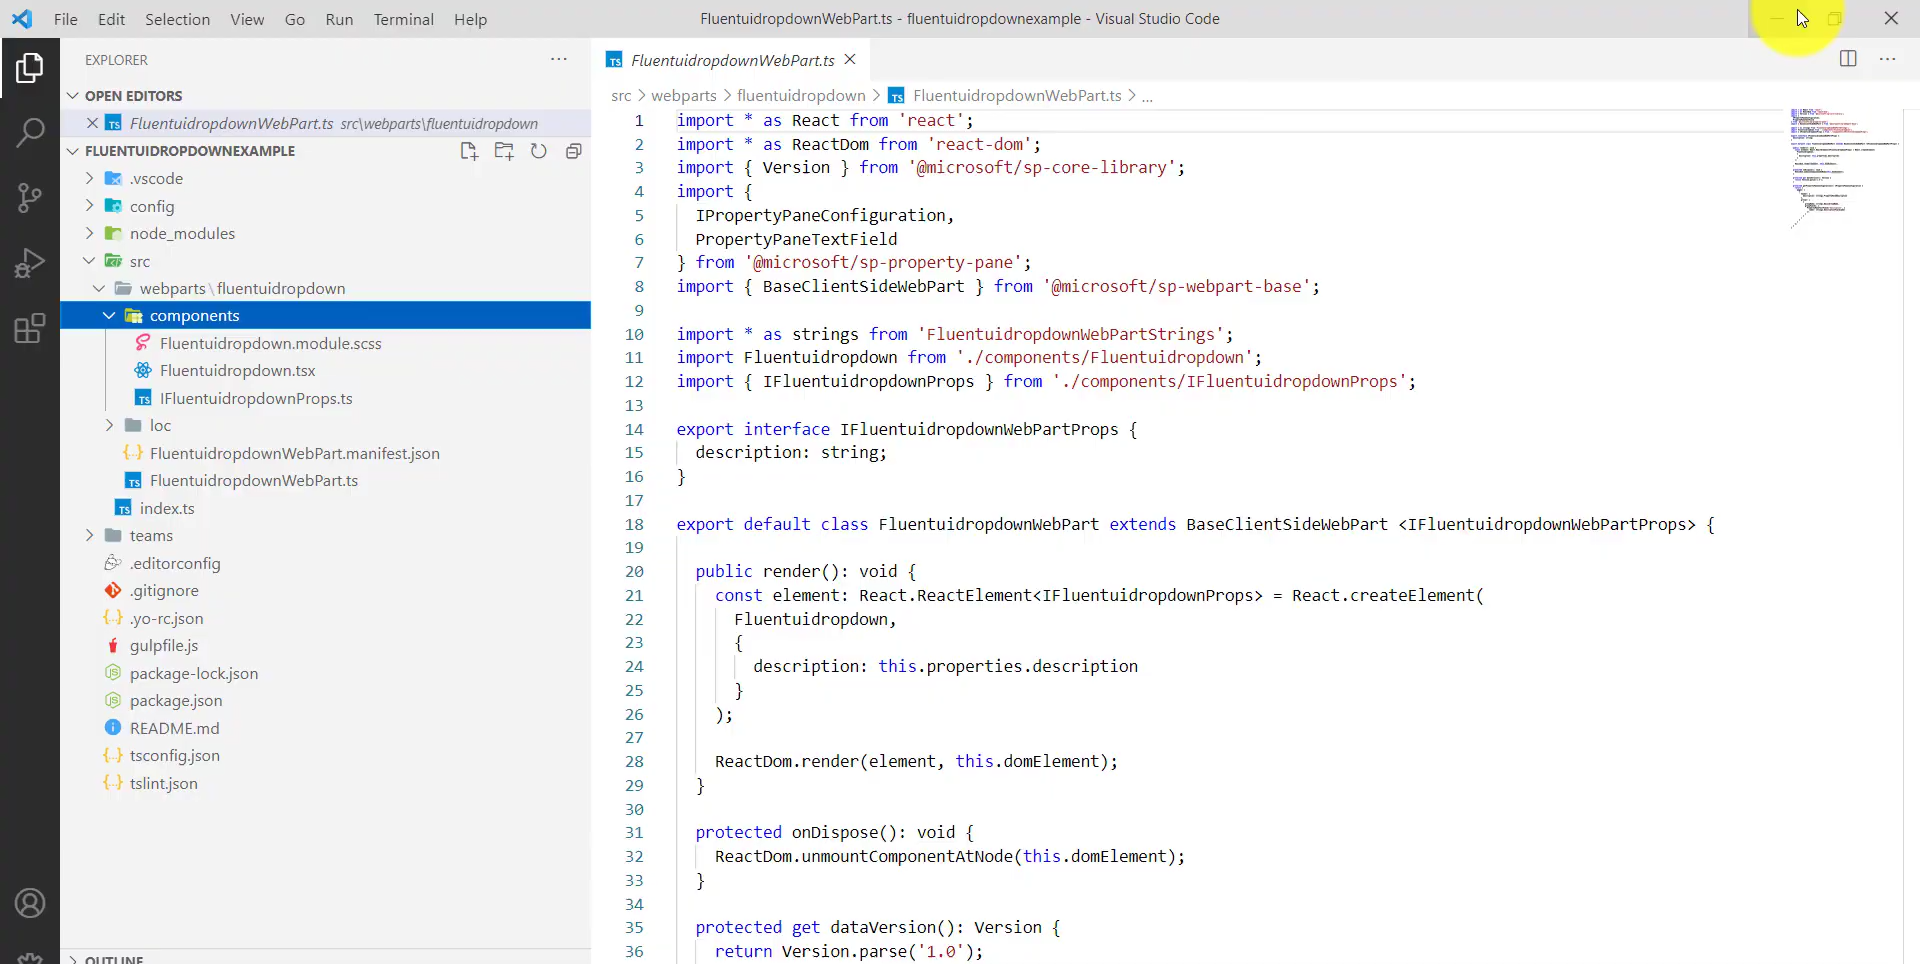 File Edit Selection View Go Run Terminal Help
FluentuidropdownWebPart.ts - fluentuidropdownexample - Visual Studio Code
EXPLORER
OPEN EDITORS
TS FluentuidropdownWebPart.ts src\webparts\fluentuidropdown
FLUENTUIDROPDOWNEXAMPLE
.vscode
config
node_modules
src
webparts\fluentuidropdown
components
Fluentuidropdown.module.scss
Fluentuidropdown.tsx
TS IFluentuidropdownProps.ts
loc
FluentuidropdownWebPart.manifest.json
TS FluentuidropdownWebPart.ts
TS index.ts
teams
.editorconfig
.gitignore
.yo-rc.json
gulpfile.js
package-lock.json
package.json
README.md
tsconfig.json
tslint.json
OUTLINE
TS FluentuidropdownWebPart.ts
src > webparts > fluentuidropdown > TS FluentuidropdownWebPart.ts > ...
1 import * as React from 'react';
2 import * as ReactDom from 'react-dom';
3 import { Version } from '@microsoft/sp-core-library';
4 import {
5 IPropertyPaneConfiguration,
6 PropertyPaneTextField
7 } from '@microsoft/sp-property-pane';
8 import { BaseClientSideWebPart } from '@microsoft/sp-webpart-base';
9
10 import * as strings from 'FluentuidropdownWebPartStrings';
11 import Fluentuidropdown from './components/Fluentuidropdown';
12 import { IFluentuidropdownProps } from './components/IFluentuidropdownProps';
13
14 export interface IFluentuidropdownWebPartProps {
15 description: string;
16 }
17
18 export default class FluentuidropdownWebPart extends BaseClientSideWebPart <IFluentuidropdownWebPartProps> {
19
20 public render(): void {
21 const element: React.ReactElement<IFluentuidropdownProps> = React.createElement(
22 Fluentuidropdown,
23 {
24 description: this.properties.description
25 }
26 );
27
28 ReactDom.render(element, this.domElement);
29 }
30
31 protected onDispose(): void {
32 ReactDom.unmountComponentAtNode(this.domElement);
33 }
34
35 protected get dataVersion(): Version {
36 return Version.parse('1.0');